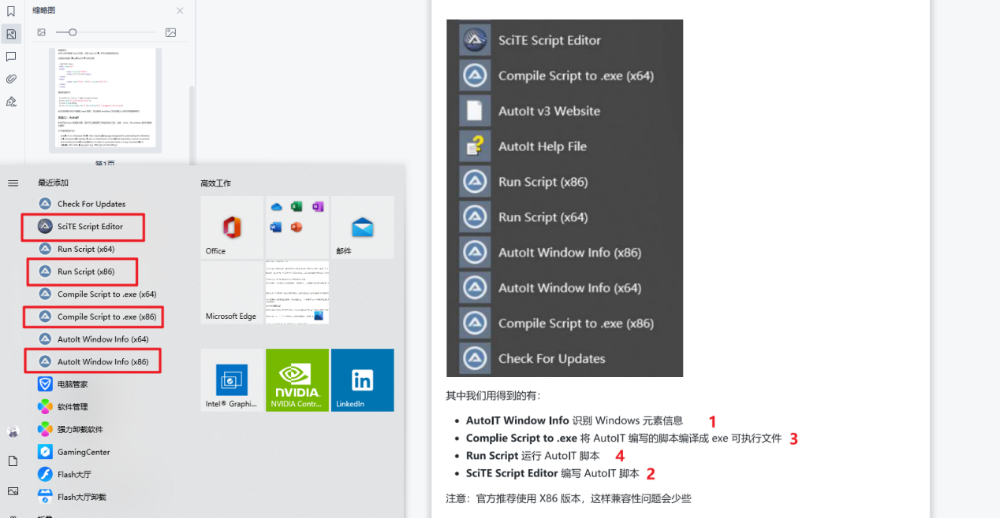 缩略图
第1页
最近添加
Check For Updates
SciTE Script Editor
Run Script (x64)
Run Script (x86)
Compile Script to .exe (x64)
Compile Script to .exe (x86)
AutoIt Window Info (x64)
AutoIt Window Info (x86)
电脑管家
软件管理
强力卸载软件
GamingCenter
Flash大厅
Flash大厅卸载
高效工作
Office
邮件
Microsoft Edge
Intel® Graphi...
NVIDIA.
NVIDIA Contr...
LinkedIn
SciTE Script Editor
Compile Script to .exe (x64)
AutoIt v3 Website
AutoIt Help File
Run Script (x86)
Run Script (x64)
AutoIt Window Info (x86)
AutoIt Window Info (x64)
Compile Script to .exe (x86)
Check For Updates
其中我们用得到的有：
• AutoIT Window Info 识别 Windows 元素信息 1
• Complie Script to .exe 将 AutoIT 编写的脚本编译成 exe 可执行文件 3
• Run Script 运行 AutoIT 脚本 4
• SciTE Script Editor 编写 AutoIT 脚本 2
注意：官方推荐使用 X86 版本，这样兼容性问题会少些